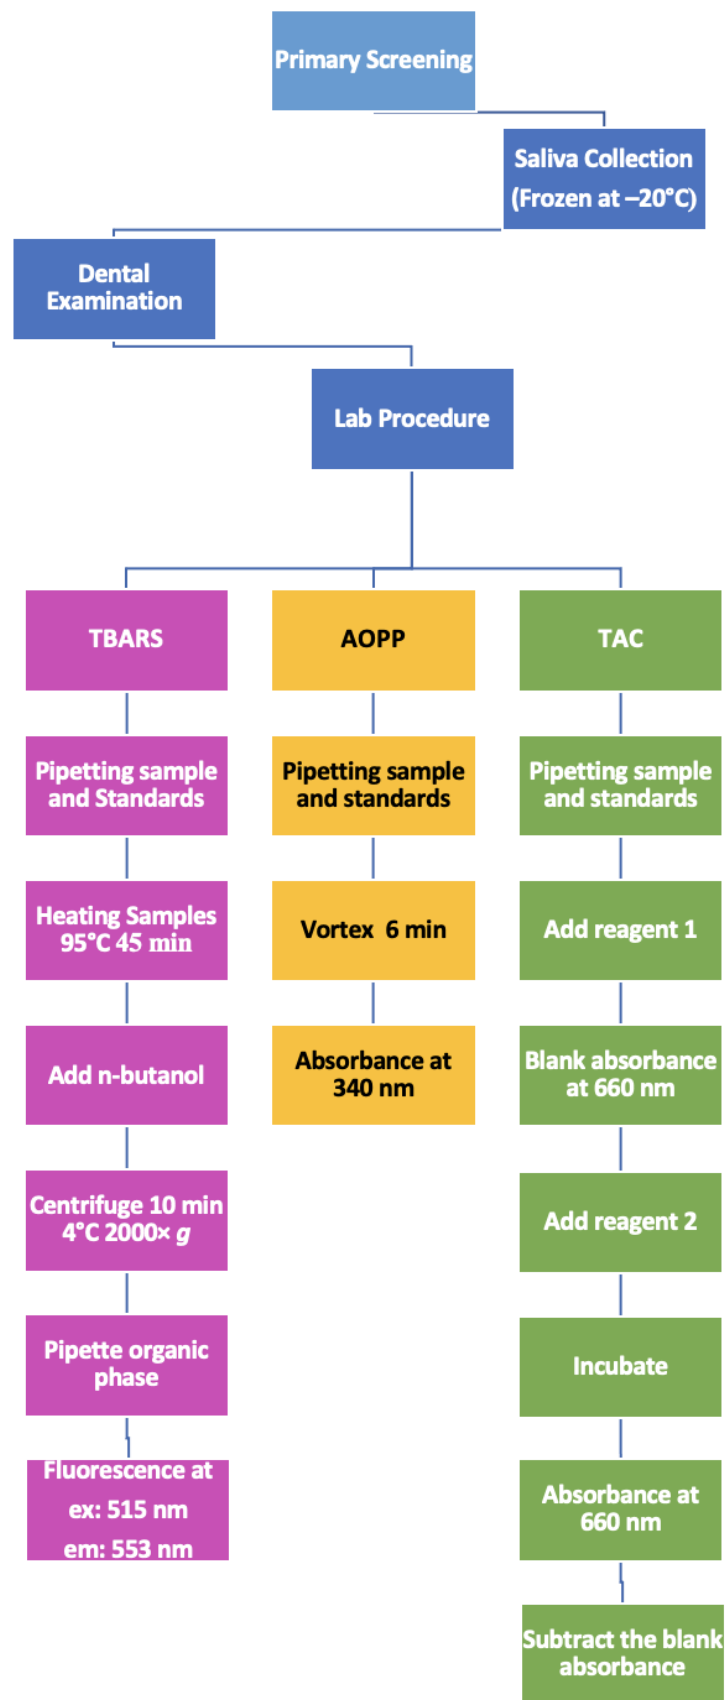 Primary Screening
Saliva Collection
(Frozen at –20°C)
Dental
Examination
Lab Procedure
TBARS
Pipetting sample
and Standards
Heating Samples
95°C 45 min
Add n-butanol
Centrifuge 10 min
4°C 2000× g
Pipette organic
phase
Fluorescence at
ex: 515 nm
em: 553 nm
AOPP
Pipetting sample
and standards
Vortex 6 min
Absorbance at
340 nm
TAC
Pipetting sample
and standards
Add reagent 1
Blank absorbance
at 660 nm
Add reagent 2
Incubate
Absorbance at
660 nm
Subtract the blank
absorbance